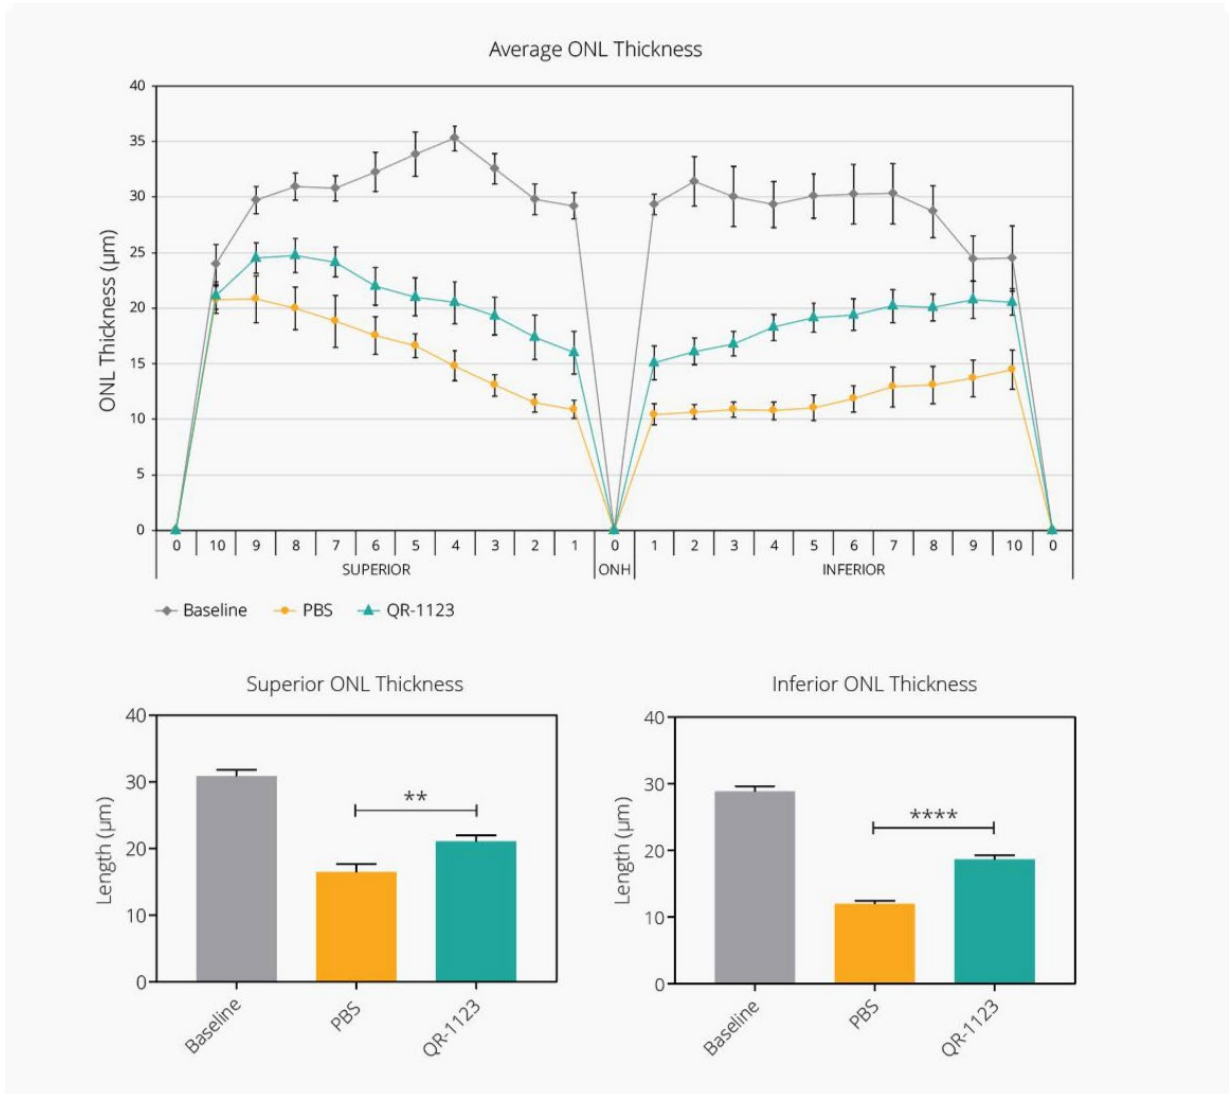 Average ONL Thickness
ONL Thickness (µm)
40
35
30
25
20
15
10
5
0
0 10 9 8 7 6 5 4 3 2 1 0 1 2 3 4 5 6 7 8 9 10 0
SUPERIOR ONH INFERIOR
Baseline PBS QR-1123
Superior ONL Thickness
Length (µm)
40
30
20
10
0
**
Baseline PBS QR-1123
Inferior ONL Thickness
Length (µm)
40
30
20
10
0
****
Baseline PBS QR-1123